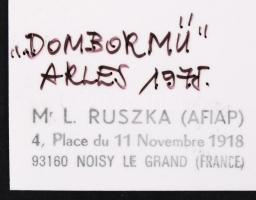 „DOMBORMŰ"
ARLES 1975.
Mr L. RUSZKA (AFIAP)
4, Place du 11 Novembre 1918
93160 NOISY LE GRAND (FRANCE)